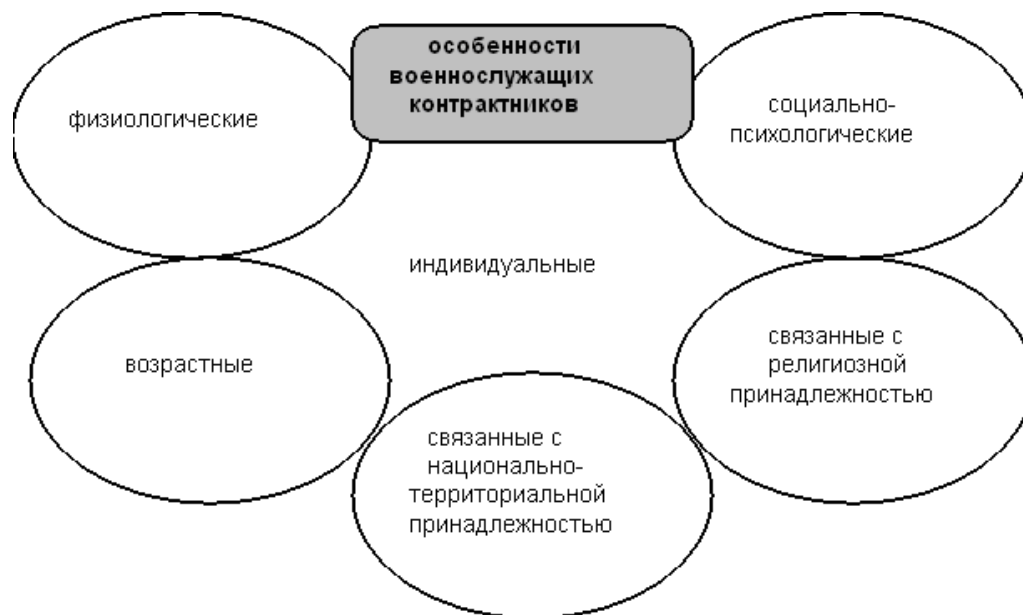 особенности
военнослужащих
контрактников
физиологические
социально-
психологические
индивидуальные
возрастные
связанные с
религиозной
принадлежностью
связанные с
национально-
территориальной
принадлежностью